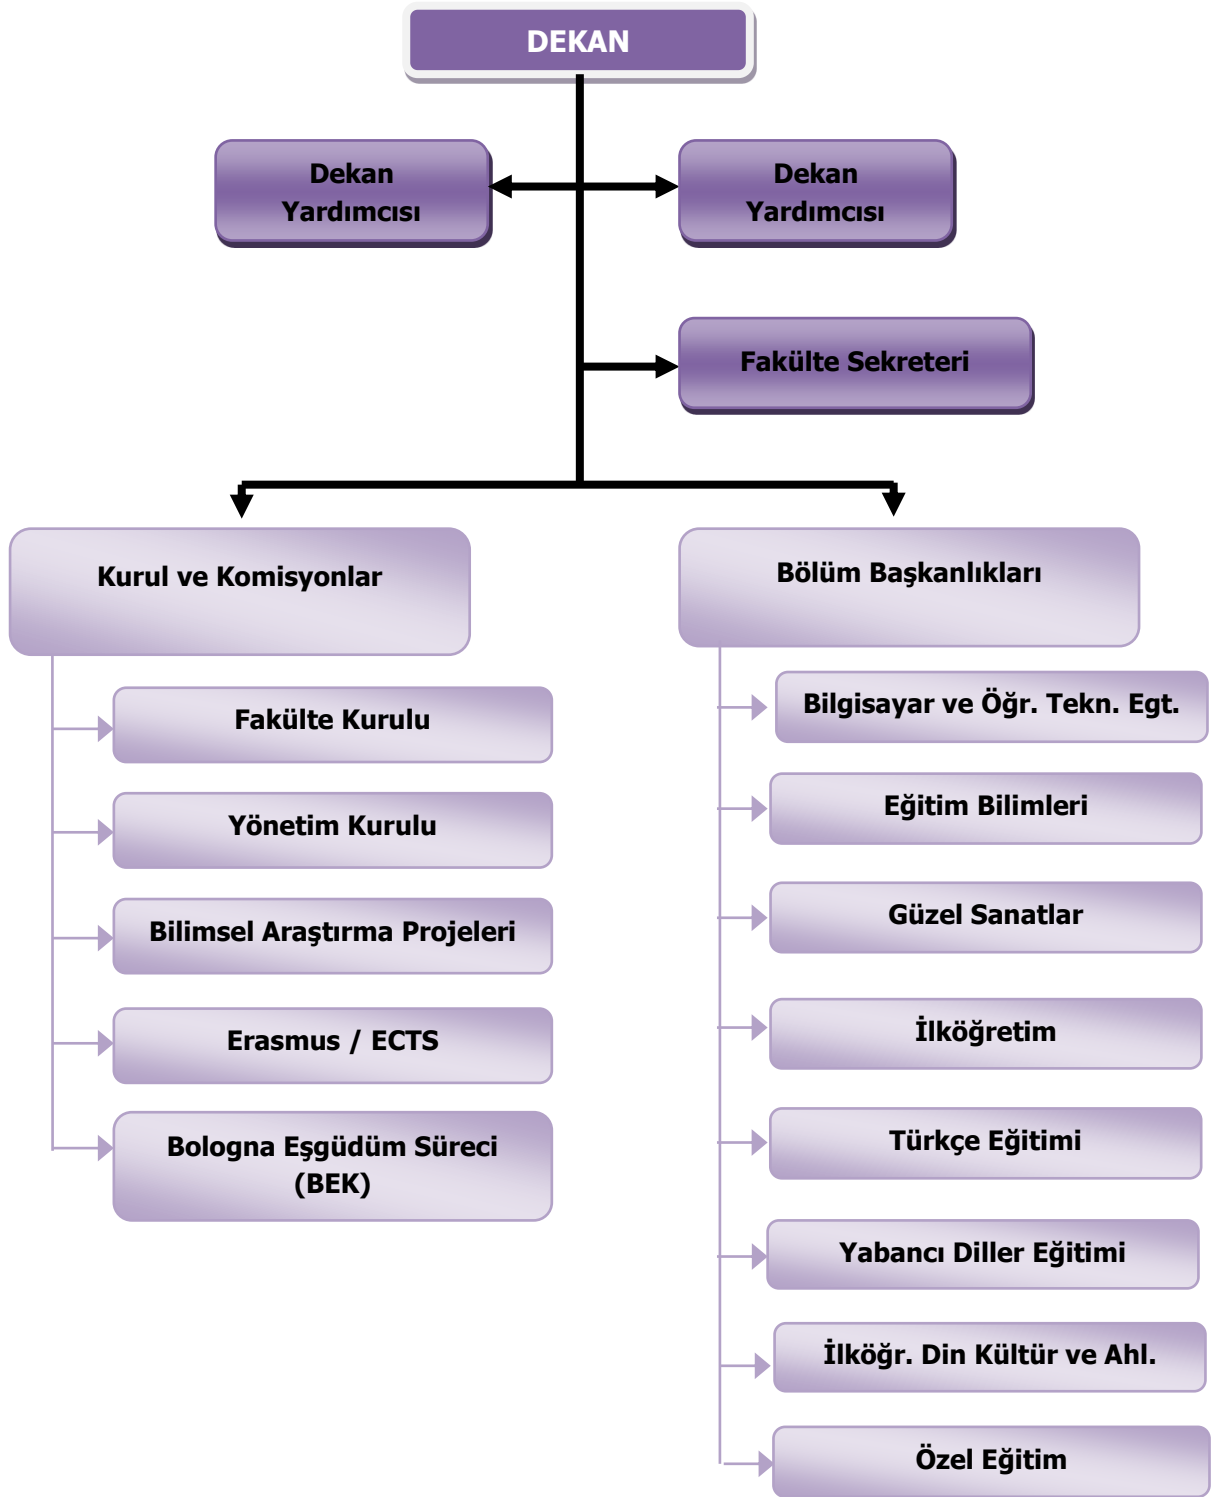 DEKAN
Dekan
Yardımcısı
Dekan
Yardımcısı
Fakülte Sekreteri
Kurul ve Komisyonlar
Fakülte Kurulu
Yönetim Kurulu
Bilimsel Araştırma Projeleri
Erasmus / ECTS
Bologna Eşgüdüm Süreci
(BEK)
Bölüm Başkanlıkları
Bilgisayar ve Öğr. Tekn. Egt.
Eğitim Bilimleri
Güzel Sanatlar
İlköğretim
Türkçe Eğitimi
Yabancı Diller Eğitimi
İlköğr. Din Kültür ve Ahl.
Özel Eğitim